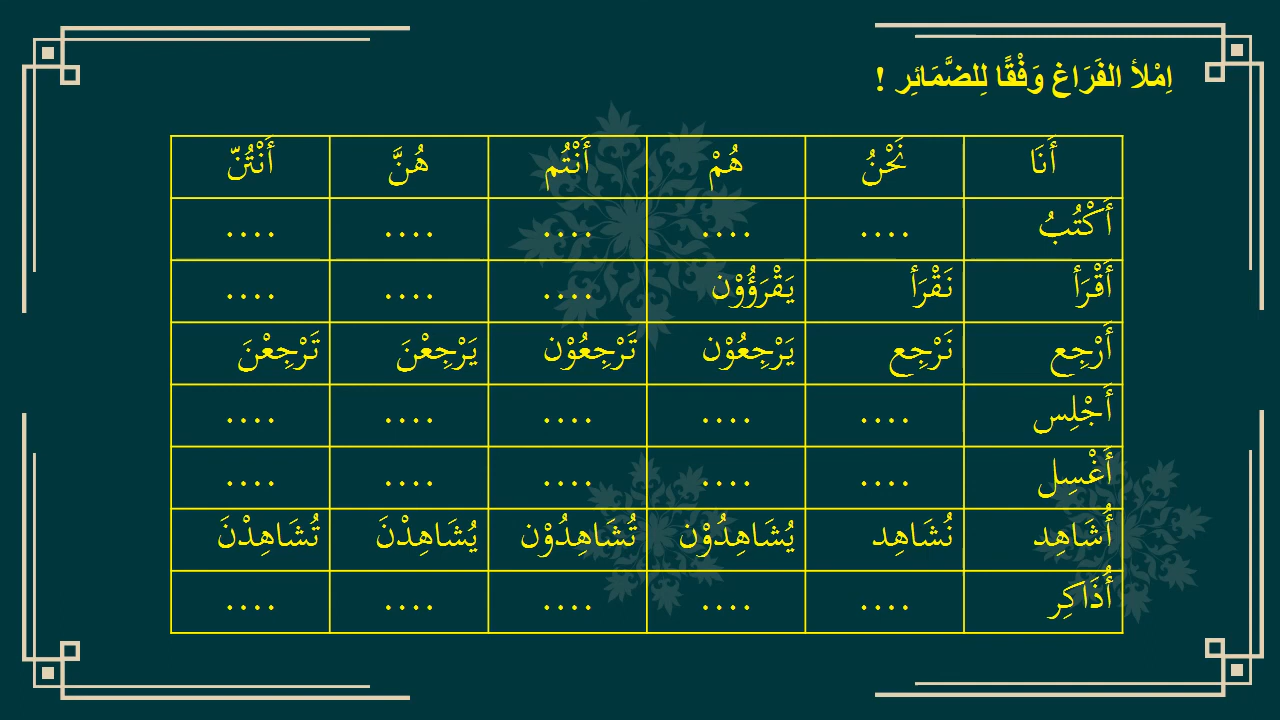 اِمْلأ الفَرَاغ وَفْقًا لِلضَّمَائِر !
أَنَا نَحْنُ هُمْ أَنْتُم هُنَّ أَنْتُنّ
أَكْتُبُ .... .... .... .... ....
أَقْرَأ نَقْرَأ يَقْرَؤُوْن .... .... ....
أَرْجِع نَرْجِع يَرْجِعُوْن تَرْجِعُوْن يَرْجِعْنَ تَرْجِعْنَ
أَجْلِس .... .... .... .... ....
أَغْسِل .... .... .... .... ....
أُشَاهِد نُشَاهِد يُشَاهِدُوْن تُشَاهِدُوْن يُشَاهِدْنَ تُشَاهِدْنَ
أُذَاكِر .... .... .... .... ....